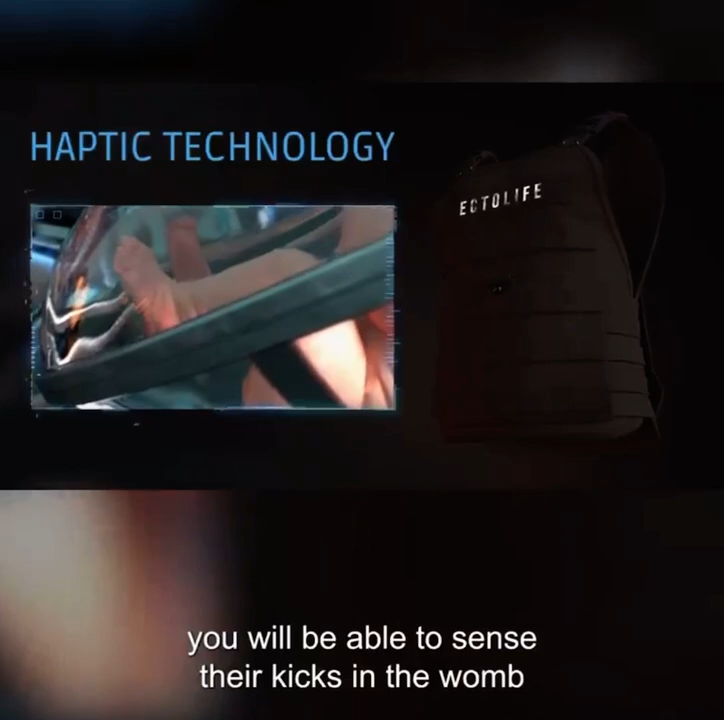 HAPTIC TECHNOLOGY
ECTOLIFE
you will be able to sense
their kicks in the womb